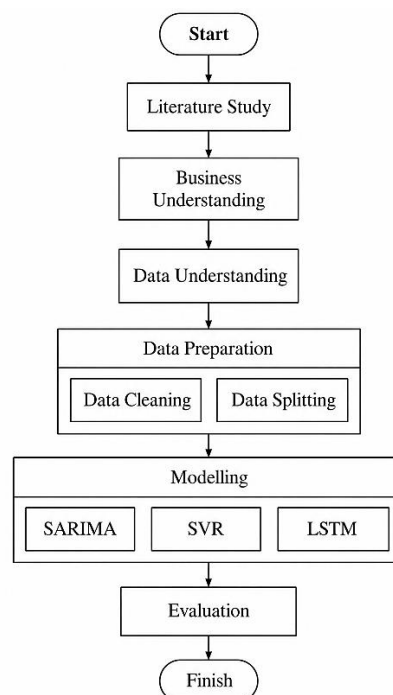 Start
Literature Study
Business
Understanding
Data Understanding
Data Preparation
Data Cleaning
Data Splitting
Modelling
SARIMA
SVR
LSTM
Evaluation
Finish